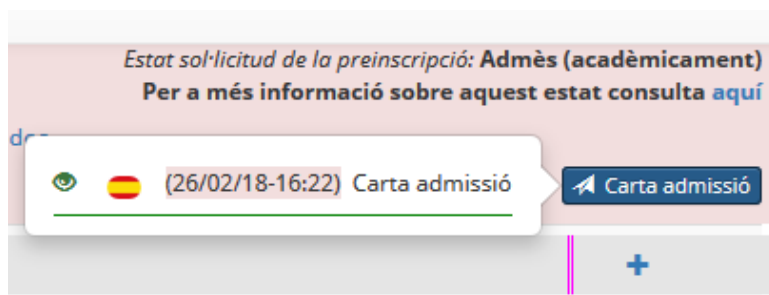 Estat sol·licitud de la preinscripció: Admès (acadèmicament)
Per a més informació sobre aquest estat consulta aquí
(26/02/18-16:22) Carta admissió
Carta admissió